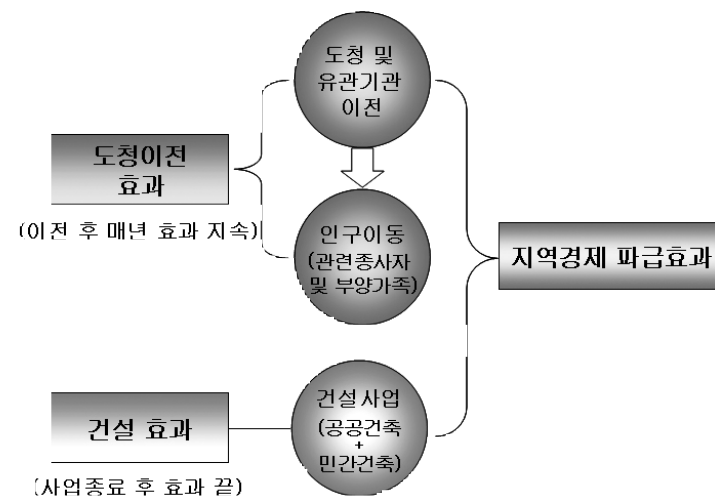 도청 및
유관기관
이전
도청이전
효과
(이전 후 매년 효과 지속)
인구이동
(관련종사자
및 부양가족)
지역경제 파급효과
건설사업
(공공건축
+
민간건축)
건설 효과
(사업종료 후 효과 끝)